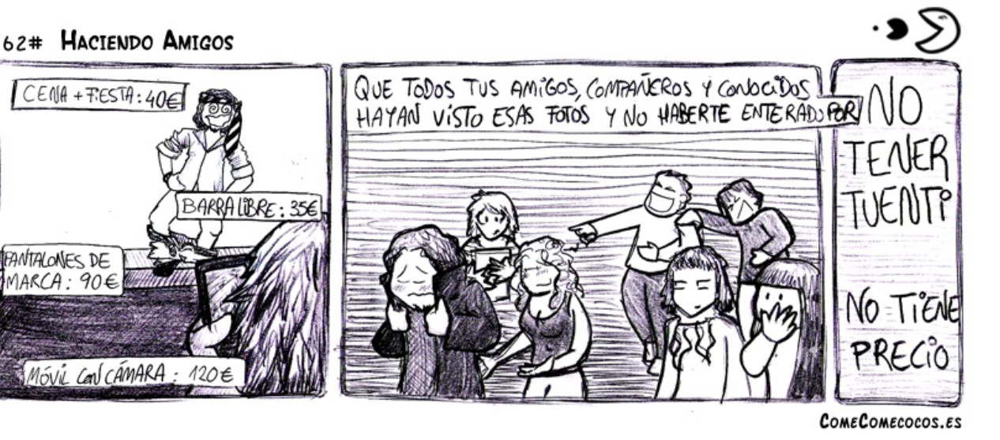 62# HACIENDO AMIGOS
CENA + FIESTA: 40€
BARRA LIBRE: 35€
PANTALONES DE
MARCA: 90€
MÓVIL CON CÁMARA: 120€
QUE TODOS TUS AMIGOS, COMPAÑEROS Y CONOCIDOS
HAYAN VISTO ESAS FOTOS Y NO HABERTE ENTERADO POR
NO
TENER
TUENTI
NO TIENE
PRECIO
COMECOMECOCOS.ES